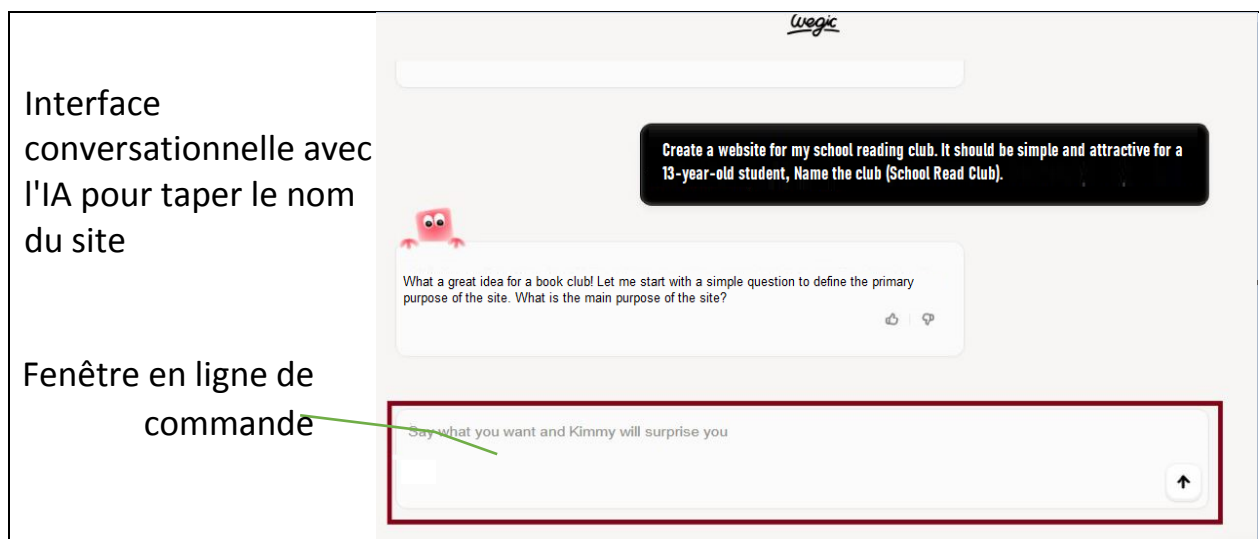 Wegic
Interface
conversationnelle avec
l'IA pour taper le nom
du site
Create a website for my school reading club. It should be simple and attractive for a
13-year-old student, Name the club (School Read Club).
What a great idea for a book club! Let me start with a simple question to define the primary
purpose of the site. What is the main purpose of the site?
Fenêtre en ligne de
commande
Say what you want and Kimmy will surprise you